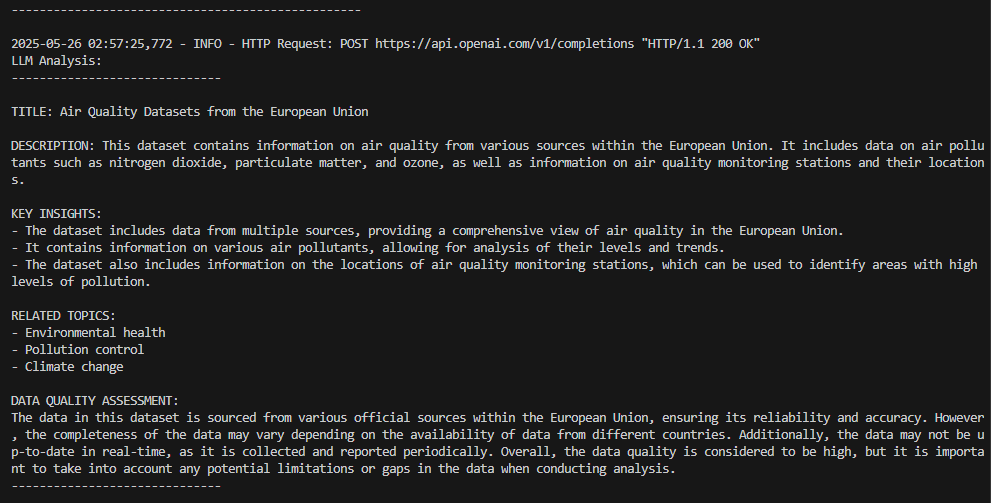 ---------------------------------------------------
2025-05-26 02:57:25,772 - INFO - HTTP Request: POST https://api.openai.com/v1/completions "HTTP/1.1 200 OK"
LLM Analysis:
------------------------------
TITLE: Air Quality Datasets from the European Union
DESCRIPTION: This dataset contains information on air quality from various sources within the European Union. It includes data on air pollu
tants such as nitrogen dioxide, particulate matter, and ozone, as well as information on air quality monitoring stations and their location
s.
KEY INSIGHTS:
- The dataset includes data from multiple sources, providing a comprehensive view of air quality in the European Union.
- It contains information on various air pollutants, allowing for analysis of their levels and trends.
- The dataset also includes information on the locations of air quality monitoring stations, which can be used to identify areas with high
levels of pollution.
RELATED TOPICS:
- Environmental health
- Pollution control
- Climate change
DATA QUALITY ASSESSMENT:
The data in this dataset is sourced from various official sources within the European Union, ensuring its reliability and accuracy. However
, the completeness of the data may vary depending on the availability of data from different countries. Additionally, the data may not be u
p-to-date in real-time, as it is collected and reported periodically. Overall, the data quality is considered to be high, but it is importa
nt to take into account any potential limitations or gaps in the data when conducting analysis.
------------------------------